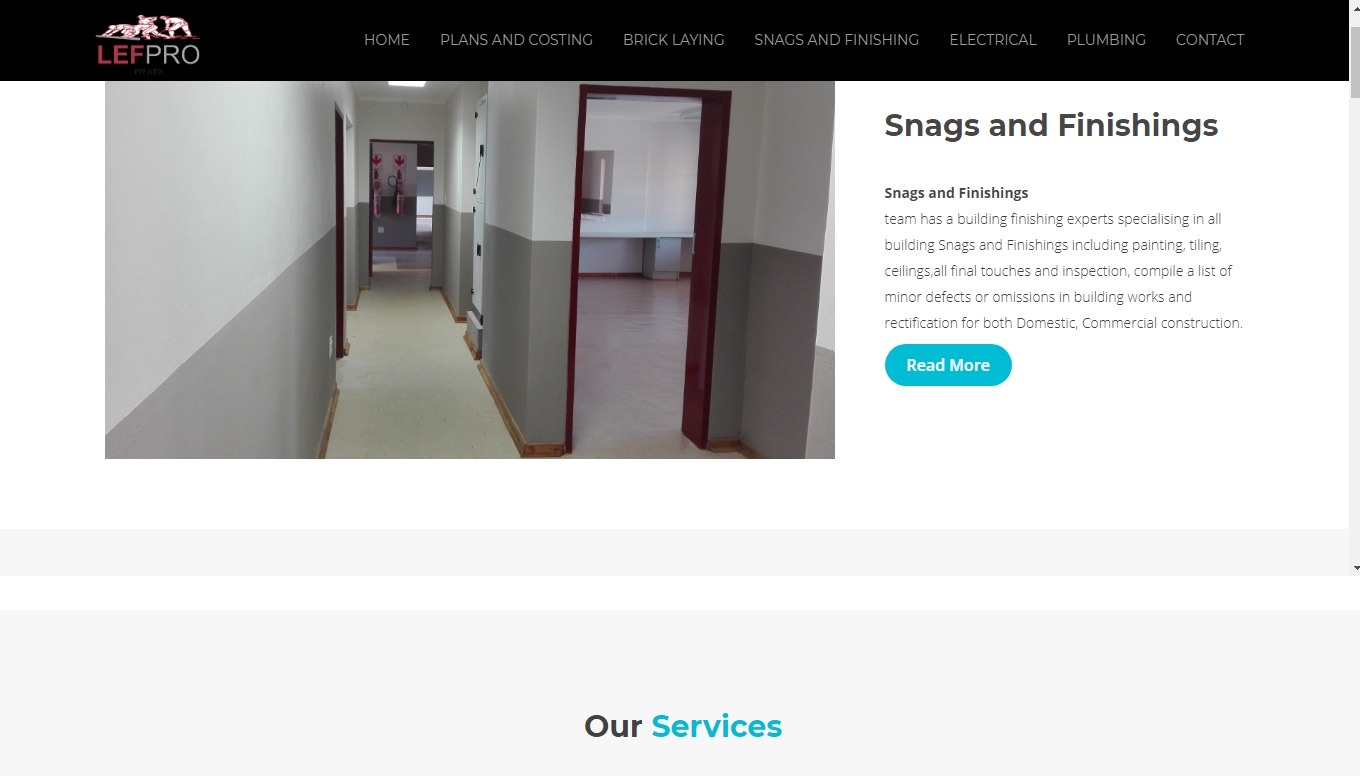 LEFPRO
HOME PLANS AND COSTING BRICK LAYING SNAGS AND FINISHING ELECTRICAL PLUMBING CONTACT
Snags and Finishings
Snags and Finishings
team has a building finishing experts specialising in all
building Snags and Finishings including painting, tiling,
ceilings,all final touches and inspection, compile a list of
minor defects or omissions in building works and
rectification for both Domestic, Commercial construction.
Read More
Our Services